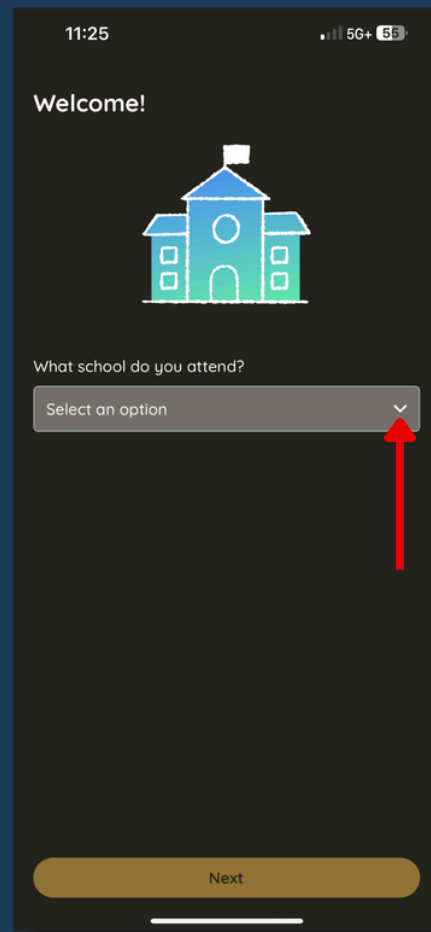 11:25 5G+ 55
Welcome!
What school do you attend?
Select an option
Next